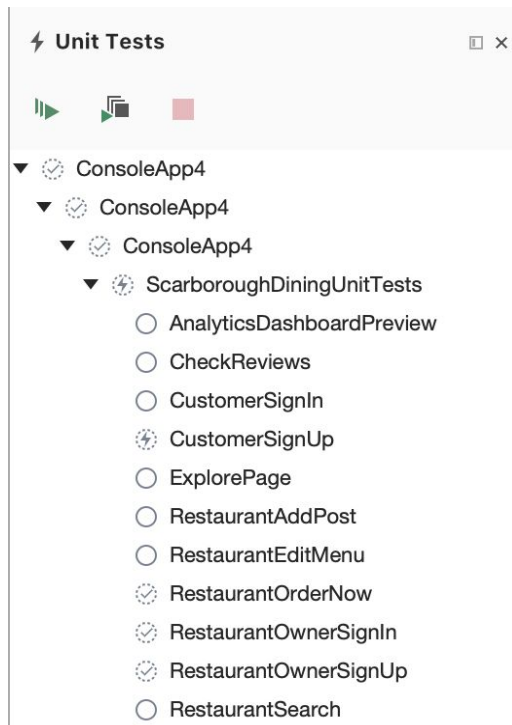 Unit Tests
ConsoleApp4
ConsoleApp4
ConsoleApp4
ScarboroughDiningUnitTests
AnalyticsDashboardPreview
CheckReviews
CustomerSignIn
CustomerSignUp
ExplorePage
RestaurantAddPost
RestaurantEditMenu
RestaurantOrderNow
RestaurantOwnerSignIn
RestaurantOwnerSignUp
RestaurantSearch